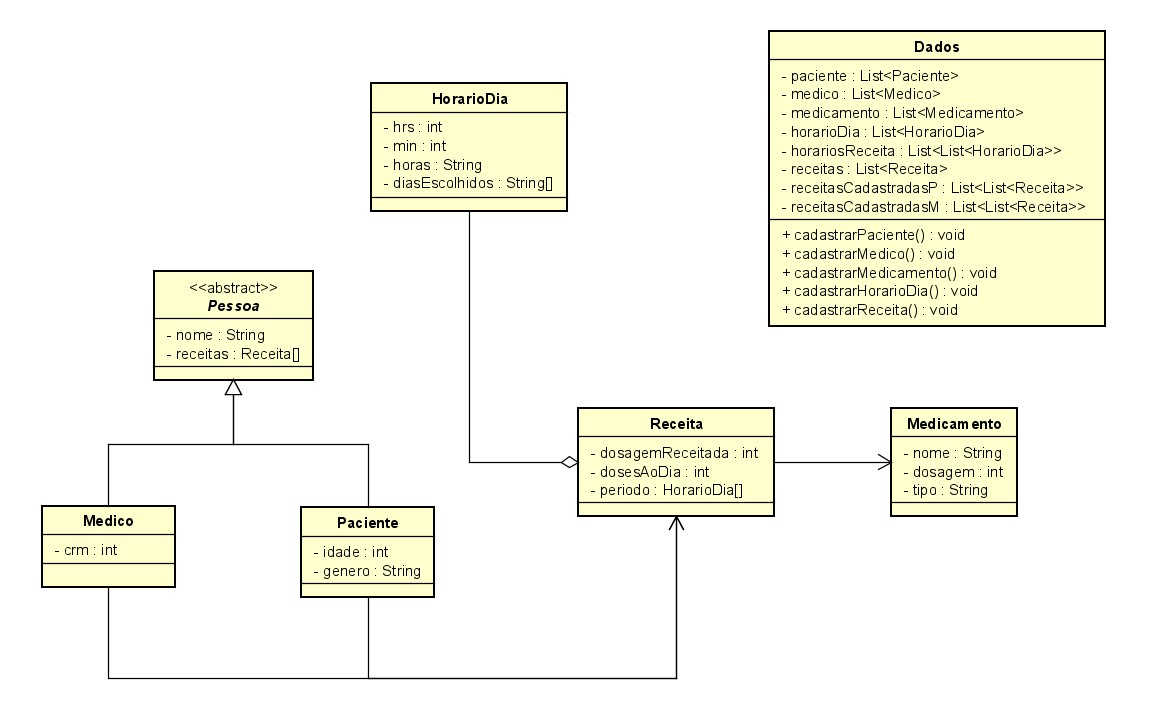 Dados
- paciente : List<Paciente>
- medico : List<Medico>
- medicamento : List<Medicamento>
- horarioDia : List<HorarioDia>
- horariosReceita : List<List<HorarioDia>>
- receitas : List<Receita>
- receitasCadastradasP : List<List<Receita>>
- receitasCadastradasM : List<List<Receita>>
+ cadastrarPaciente() : void
+ cadastrarMedico() : void
+ cadastrarMedicamento() : void
+ cadastrarHorarioDia() : void
+ cadastrarReceita() : void
HorarioDia
- hrs : int
- min : int
- horas : String
- diasEscolhidos : String[]
<<abstract>>
Pessoa
- nome : String
- receitas : Receita[]
Receita
- dosagemReceitada : int
- dosesAoDia : int
- periodo : HorarioDia[]
Medicamento
- nome : String
- dosagem : int
- tipo : String
Medico
- crm : int
Paciente
- idade : int
- genero : String